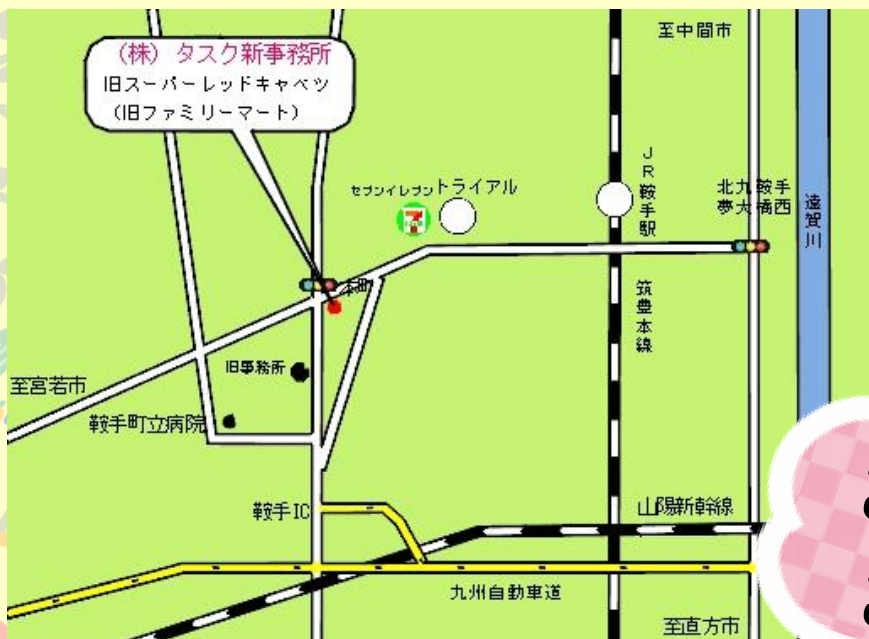 至中間市
(株) タスク新事務所
旧スーパーレッドキャベツ
(旧ファミリーマート)
セブンイレブン
トライアル
JR鞍手駅
北九鞍手
夢大橋西
遠賀川
本町
筑豊本線
旧事務所
至宮若市
鞍手町立病院
鞍手IC
山陽新幹線
九州自動車道
至直方市